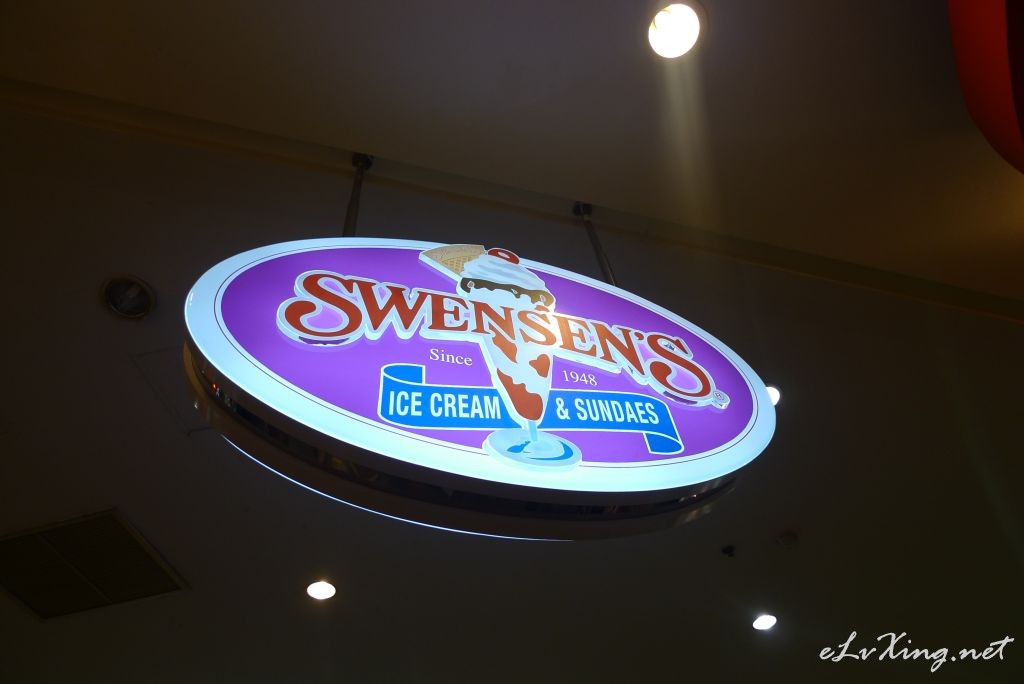 SWENSEN'S®
Since 1948
ICE CREAM & SUNDAES
eLvXing.net